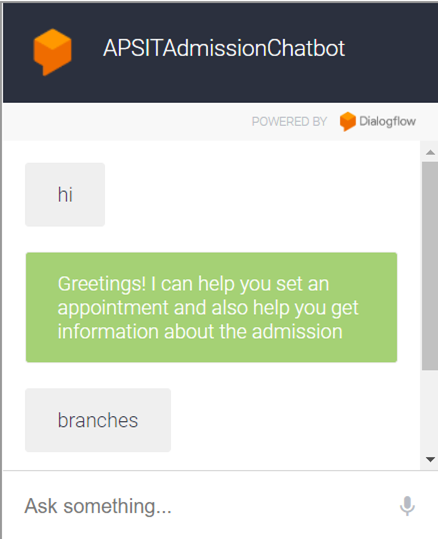 APSITAdmissionChatbot
POWERED BY Dialogflow
hi
Greetings! I can help you set an
appointment and also help you get
information about the admission
branches
Ask something...